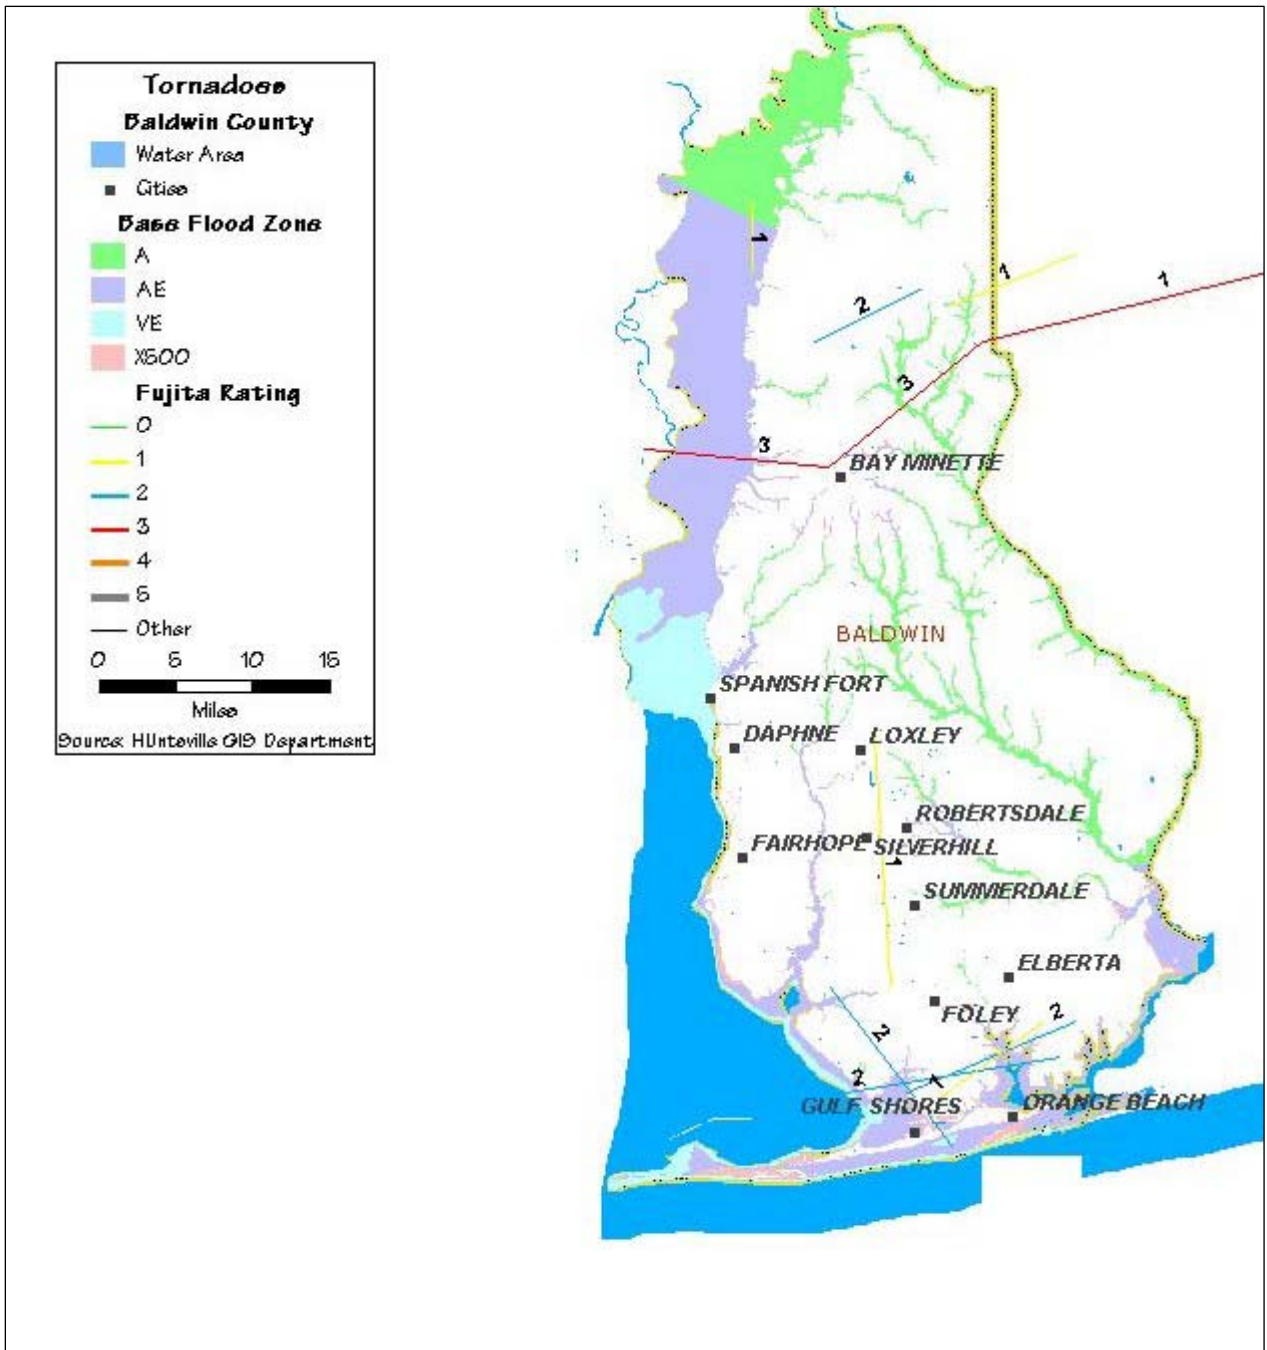 Tornadoes
Baldwin County
Water Area
Cities
Base Flood Zone
A
AE
VE
X500
Fujita Rating
0
1
2
3
4
5
Other
0 5 10 15
Miles
Source: HUntsville GIS Department
1
1
1
2
3
3
BAY MINETTE
BALDWIN
SPANISH FORT
DAPHNE
LOXLEY
ROBERTSDALE
FAIRHOPE
SILVERHILL
1
SUMMERDALE
ELBERTA
FOLEY
2
2
2
1
GULF SHORES
ORANGE BEACH